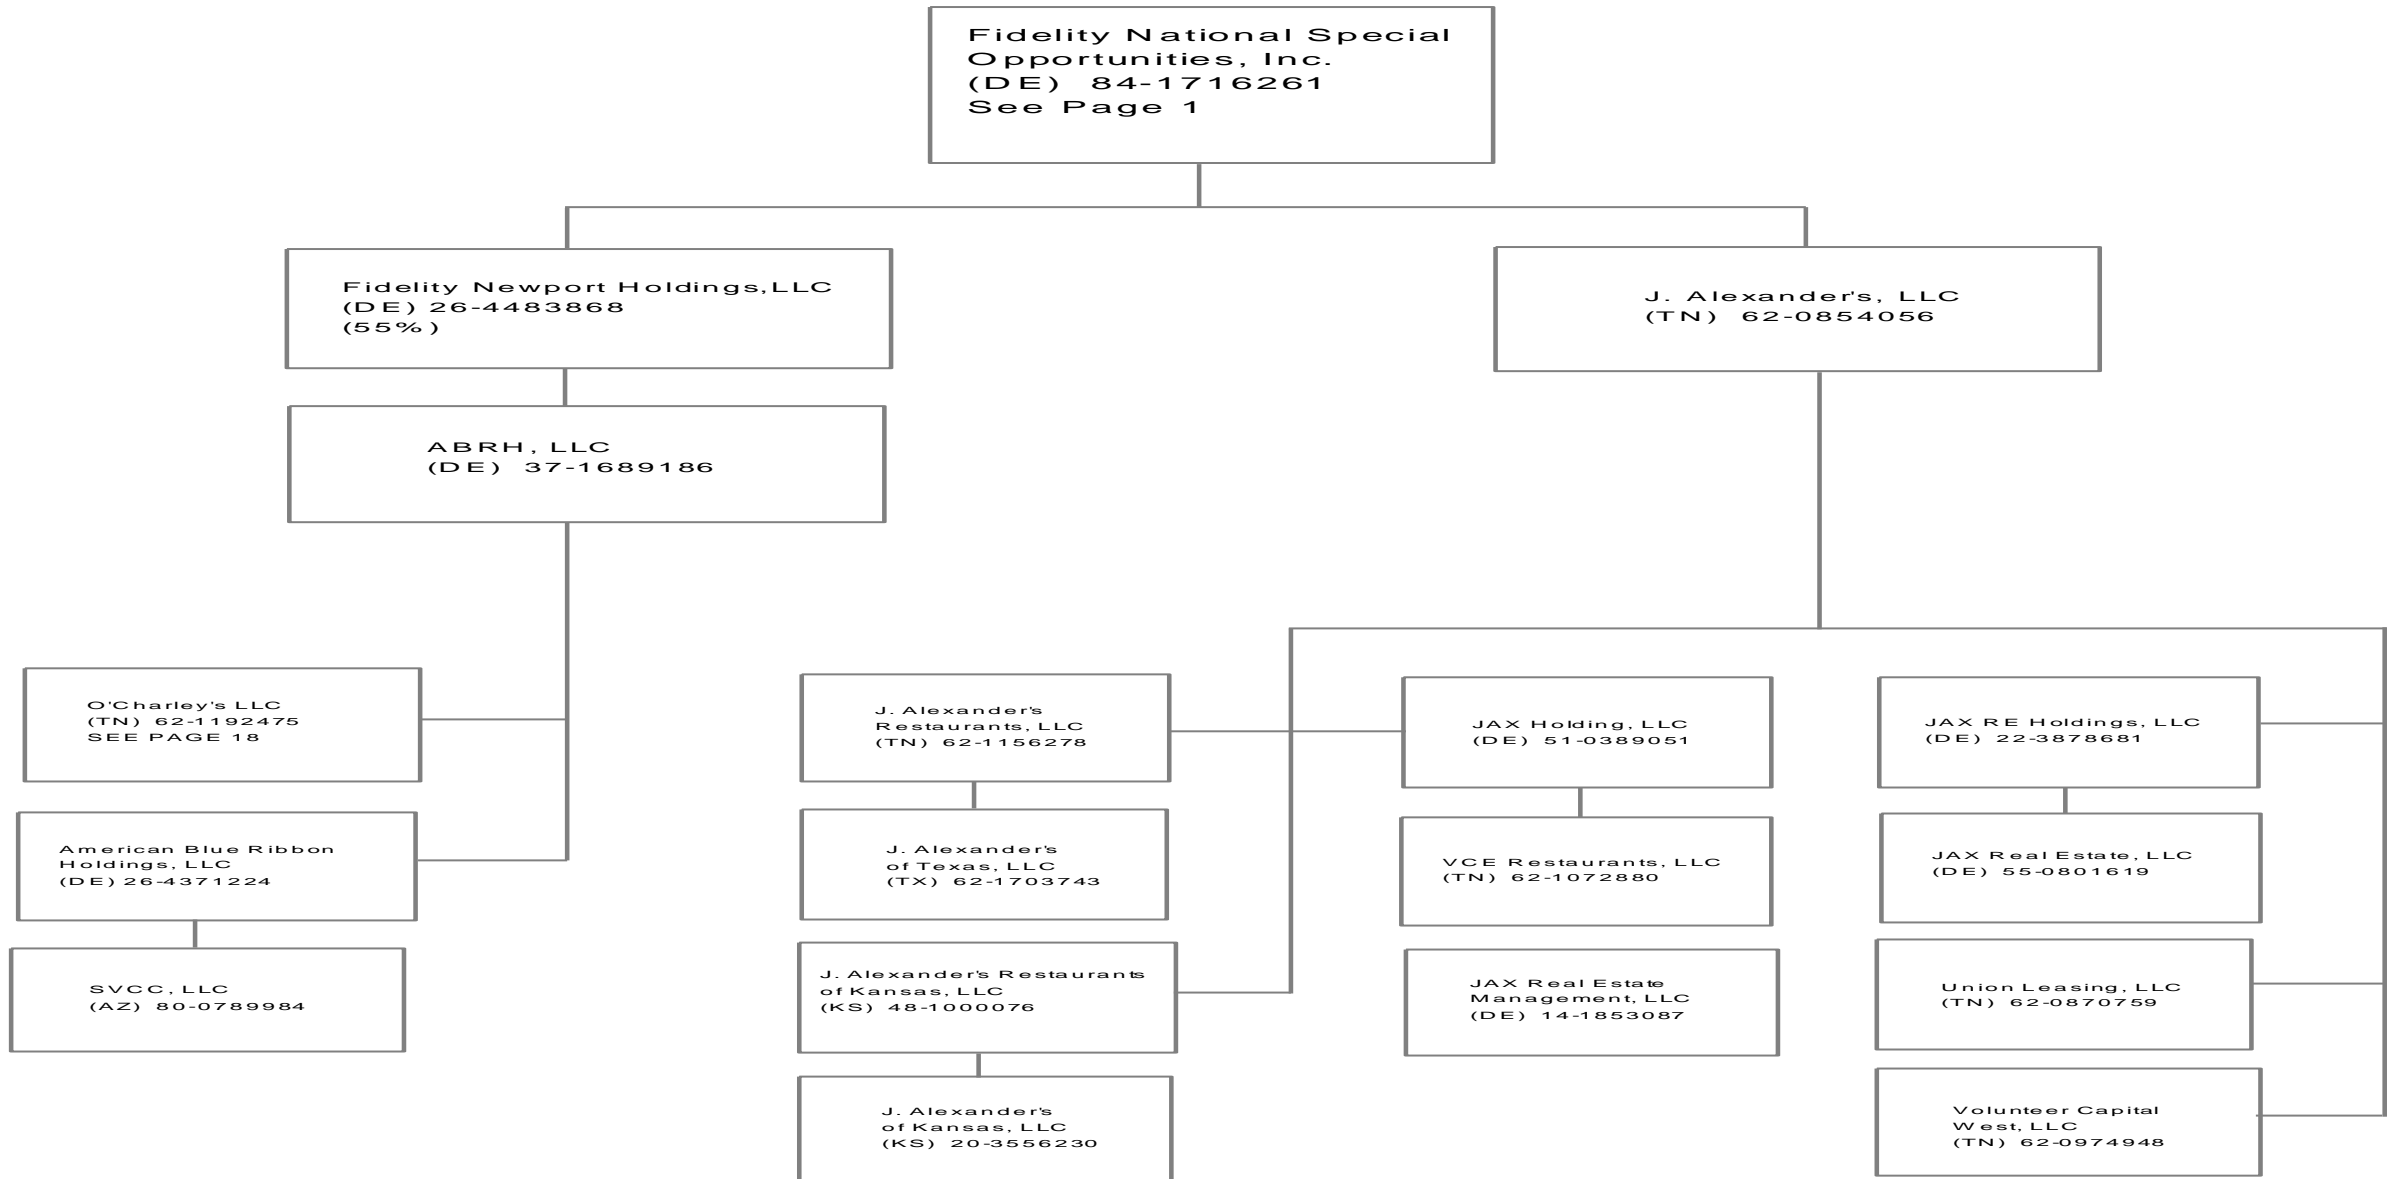 Fidelity National Special
Opportunities, Inc.
(DE) 84-1716261
See Page 1
Fidelity Newport Holdings,LLC
(DE) 26-4483868
(55%)
J. Alexander's, LLC
(TN) 62-0854056
ABRH, LLC
(DE) 37-1689186
O'Charley's LLC
(TN) 62-1192475
SEE PAGE 18
J. Alexander's
Restaurants, LLC
(TN) 62-1156278
JAX Holding, LLC
(DE) 51-0389051
JAX RE Holdings, LLC
(DE) 22-3878681
American Blue Ribbon
Holdings, LLC
(DE) 26-4371224
J. Alexander's
of Texas, LLC
(TX) 62-1703743
VCE Restaurants, LLC
(TN) 62-1072880
JAX Real Estate, LLC
(DE) 55-0801619
SVCC, LLC
(AZ) 80-0789984
J. Alexander's Restaurants
of Kansas, LLC
(KS) 48-1000076
JAX Real Estate
Management, LLC
(DE) 14-1853087
Union Leasing, LLC
(TN) 62-0870759
J. Alexander's
of Kansas, LLC
(KS) 20-3556230
Volunteer Capital
West, LLC
(TN) 62-0974948